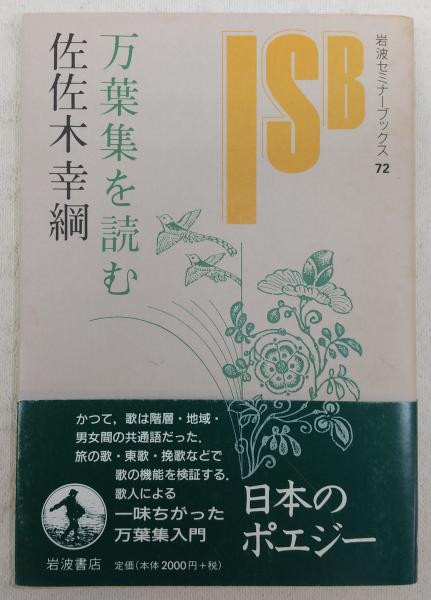 岩波セミナーブックス
72
ISB
万葉集を読む
佐佐木幸綱
かつて，歌は階層・地域・
男女間の共通語だった．
旅の歌・東歌・挽歌などで
歌の機能を検証する．
歌人による
一味ちがった
万葉集入門
日本の
ポエジー
岩波書店
定価(本体2000円+税)